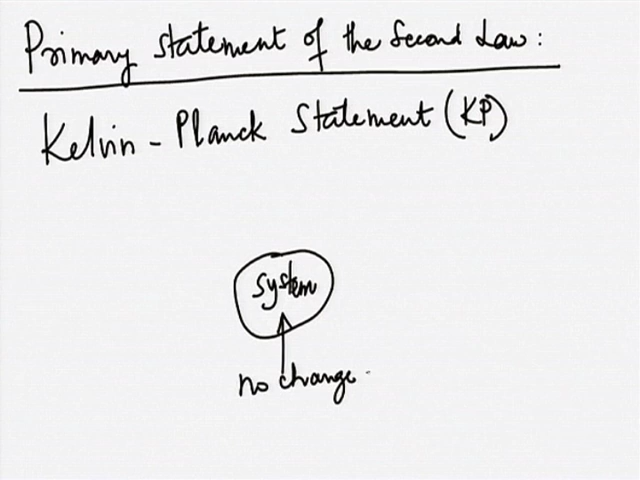 Primary Statement of the Second Law:
Kelvin - Planck Statement (KP)
System
no change.